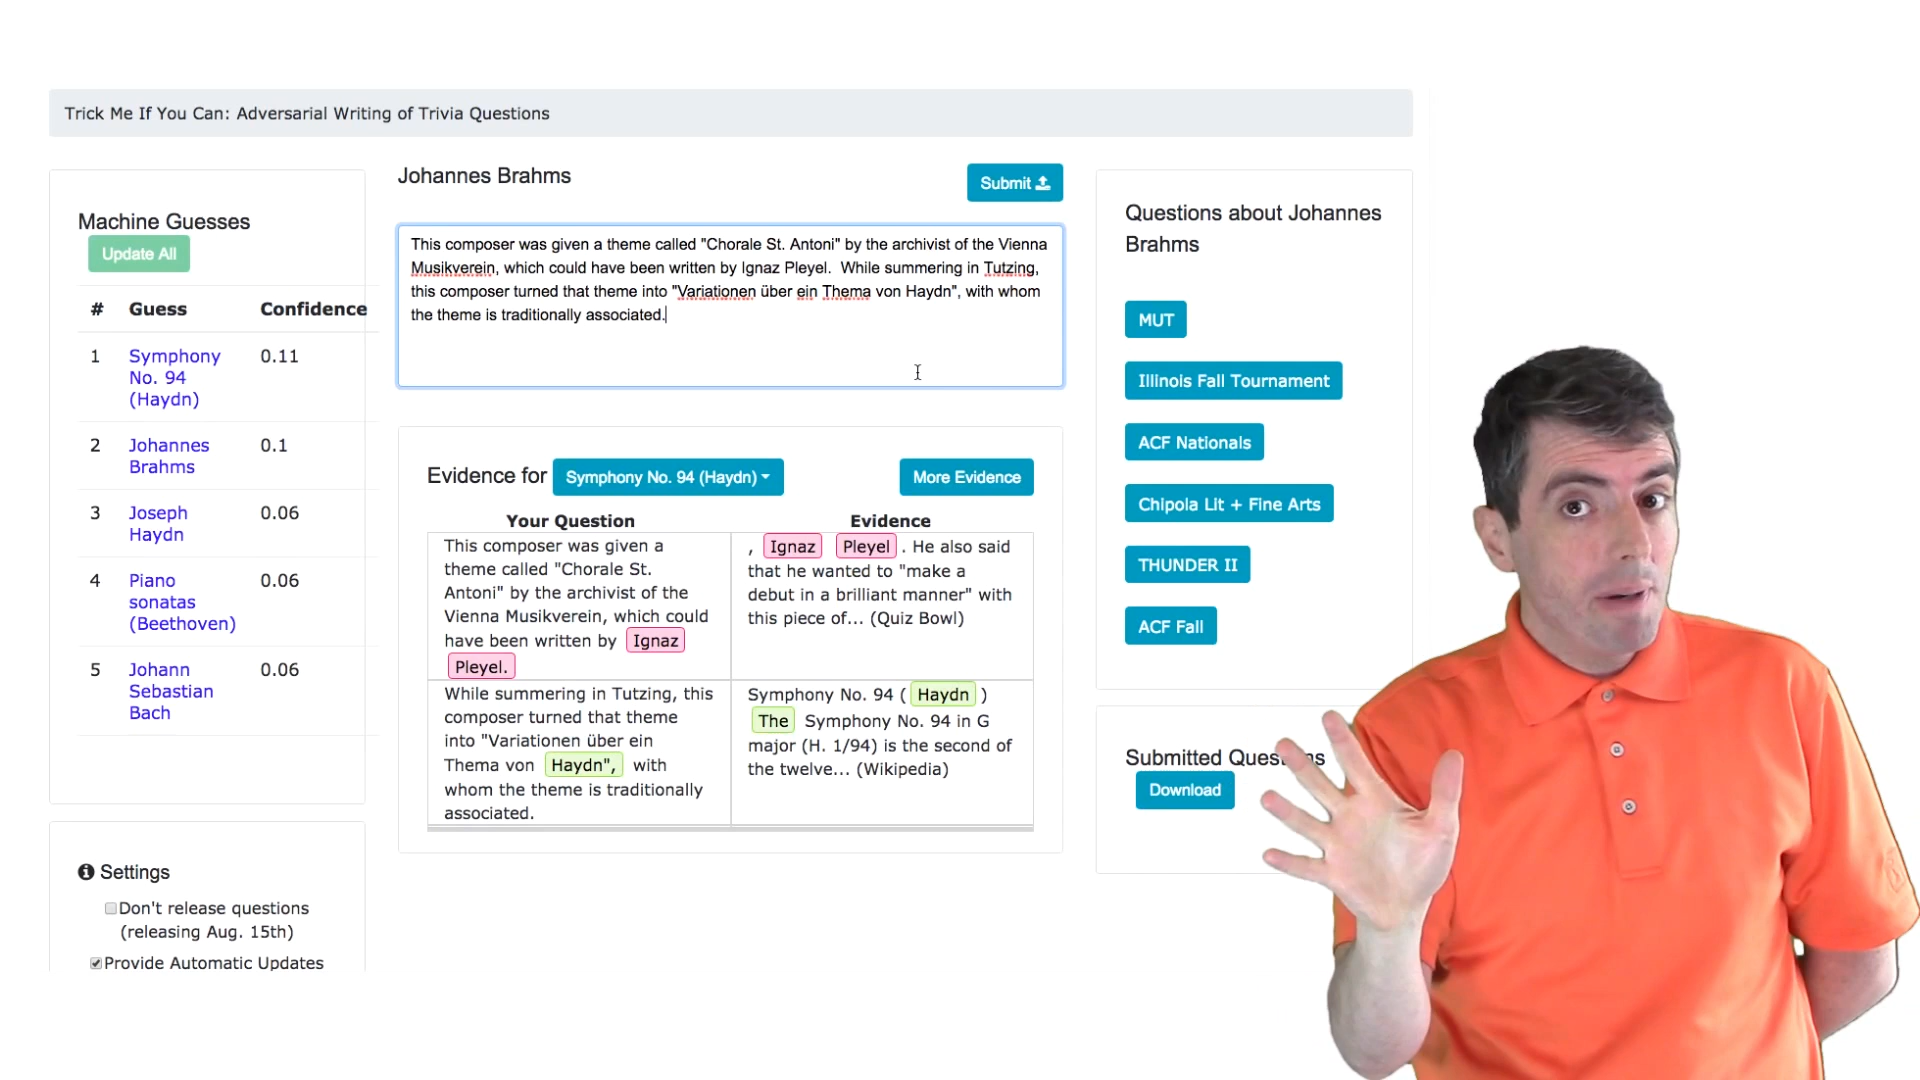 Trick Me If You Can: Adversarial Writing of Trivia Questions
Machine Guesses
Update All
# Guess Confidence
1 Symphony No. 94 (Haydn) 0.11
2 Johannes Brahms 0.1
3 Joseph Haydn 0.06
4 Piano sonatas (Beethoven) 0.06
5 Johann Sebastian Bach 0.06
Settings
Don't release questions
(releasing Aug. 15th)
Provide Automatic Updates
Johannes Brahms
Submit
This composer was given a theme called "Chorale St. Antoni" by the archivist of the Vienna
Musikverein, which could have been written by Ignaz Pleyel.  While summering in Tutzing,
this composer turned that theme into "Variationen über ein Thema von Haydn", with whom
the theme is traditionally associated.
Evidence for Symphony No. 94 (Haydn)
More Evidence
Your Question
This composer was given a
theme called "Chorale St.
Antoni" by the archivist of the
Vienna Musikverein, which could
have been written by Ignaz
Pleyel.
While summering in Tutzing, this
composer turned that theme
into "Variationen über ein
Thema von Haydn", with
whom the theme is traditionally
associated.
Evidence
, Ignaz Pleyel . He also said
that he wanted to "make a
debut in a brilliant manner" with
this piece of... (Quiz Bowl)
Symphony No. 94 ( Haydn )
The Symphony No. 94 in G
major (H. 1/94) is the second of
the twelve... (Wikipedia)
Questions about Johannes
Brahms
MUT
Illinois Fall Tournament
ACF Nationals
Chipola Lit + Fine Arts
THUNDER II
ACF Fall
Submitted Questions
Download